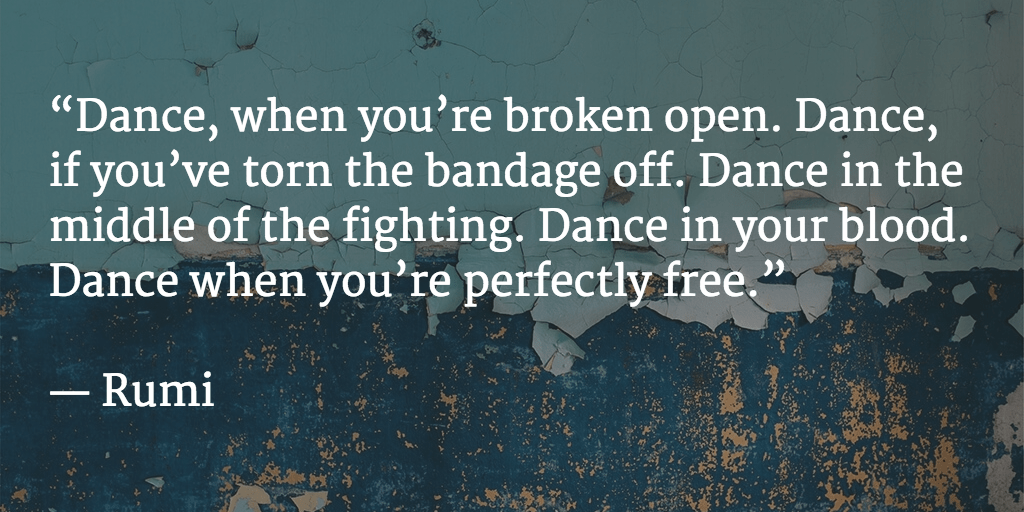 “Dance, when you’re broken open. Dance,
if you’ve torn the bandage off. Dance in the
middle of the fighting. Dance in your blood.
Dance when you’re perfectly free.”
— Rumi